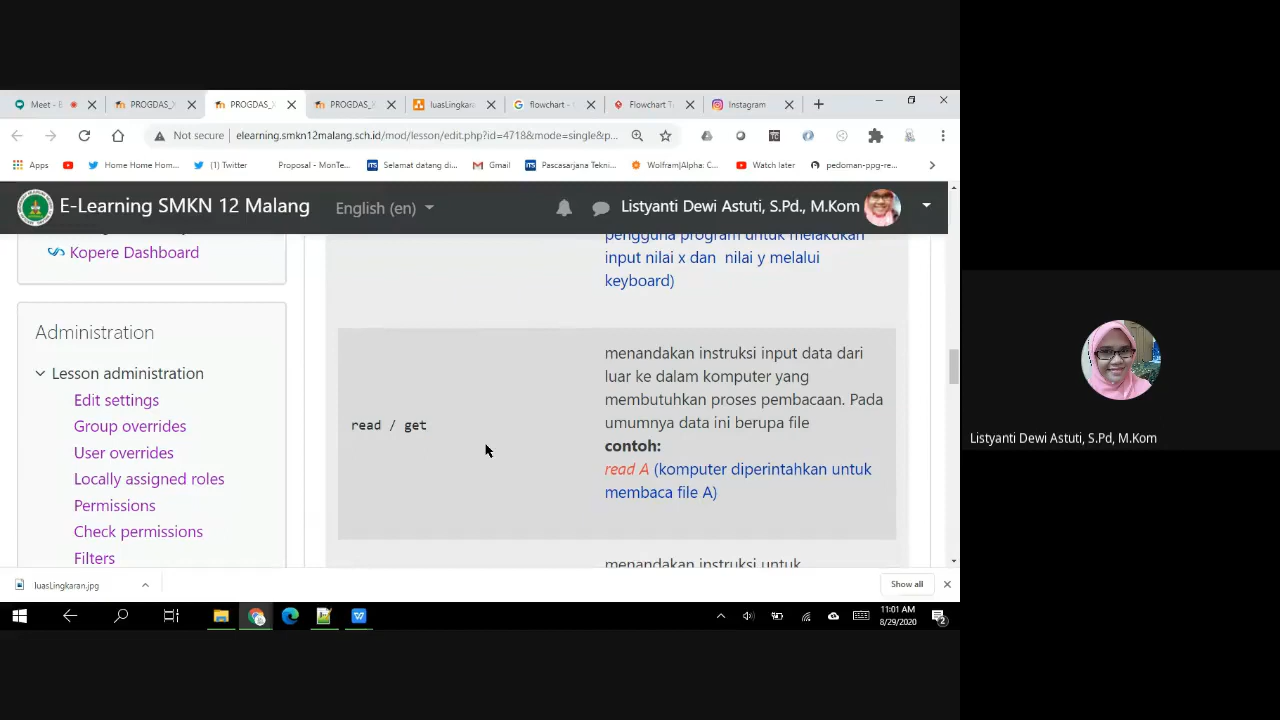 Meet - E
PROGDAS_X
PROGDAS_X
PROGDAS_X
luasLingkar
flowchart -
Flowchart T
Instagram
Not secure
elearning.smkn12malang.sch.id/mod/lesson/edit.php?id=4718&mode=single&p...
Apps
Home Home Hom...
(1) Twitter
Proposal - MonTe...
Selamat datang di...
Gmail
Pascasarjana Tekni...
Wolfram|Alpha: C...
Watch later
pedoman-ppg-re...
E-Learning SMKN 12 Malang
English (en)
Listyanti Dewi Astuti, S.Pd., M.Kom
Kopere Dashboard
Administration
Lesson administration
Edit settings
Group overrides
User overrides
Locally assigned roles
Permissions
Check permissions
Filters
pengguna program untuk melakukan
input nilai x dan nilai y melalui
keyboard)
read / get
menandakan instruksi input data dari
luar ke dalam komputer yang
membutuhkan proses pembacaan. Pada
umumnya data ini berupa file
contoh:
read A (komputer diperintahkan untuk
membaca file A)
menandakan instruksi untuk
Listyanti Dewi Astuti, S.Pd, M.Kom
luasLingkaran.jpg
Show all
11:01 AM
8/29/2020
2